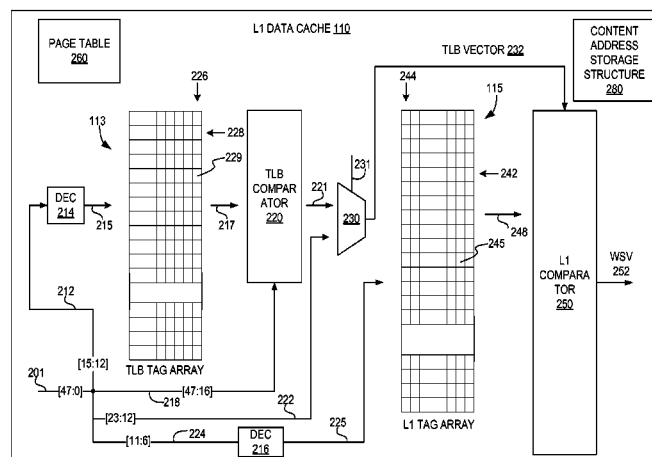 L1 DATA CACHE 110
PAGE TABLE
260
CONTENT
ADDRESS
STORAGE
STRUCTURE
280
TLB VECTOR 232
226
244
113
228
229
115
231
TLB
COMPAR
ATOR
220
221
230
242
DEC
214
215
217
248
245
L1
COMPARA
TOR
250
WSV
252
212
[15:12]
TLB TAG ARRAY
201
[47:0]
[47:16]
218
222
[23:12]
225
[11:6]
224
DEC
216
L1 TAG ARRAY